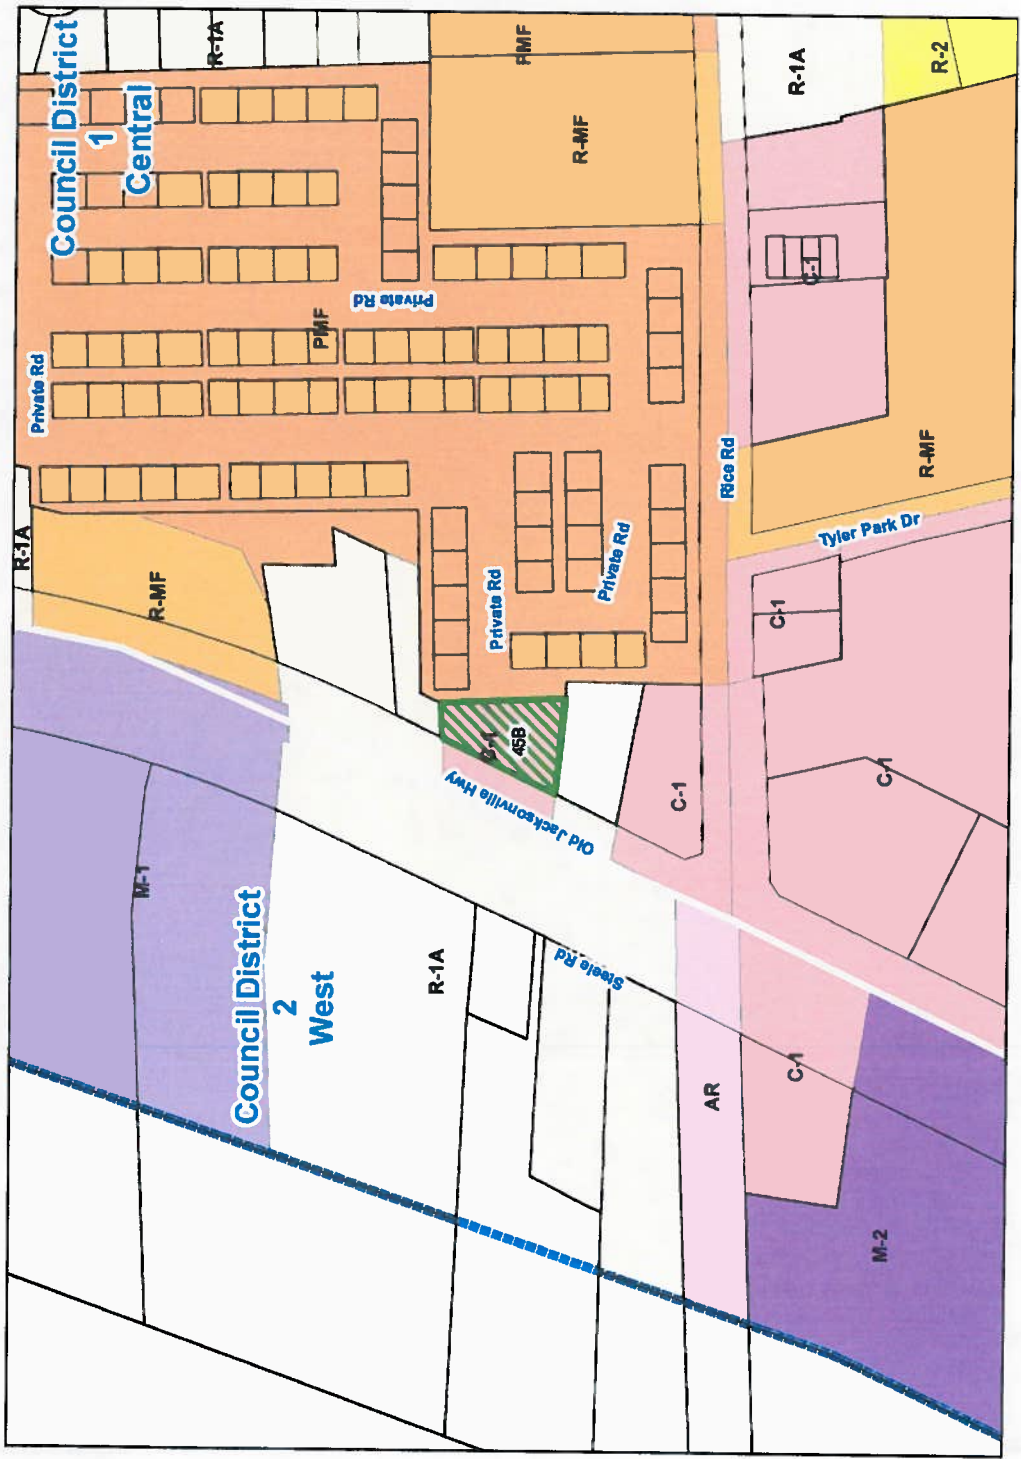 Council District
1
Central
R-1A
PMF
R-1A
R-2
R-MF
Private Rd
PMF
C-1
Private Rd
R-MF
Rice Rd
R-1A
R-MF
Tyler Park Dr
Private Rd
Private Rd
C-1
C-1
45B
Old Jacksonville Hwy
C-1
C-1
M-1
Council District
2
West
R-1A
Steele Rd
AR
C-1
M-2